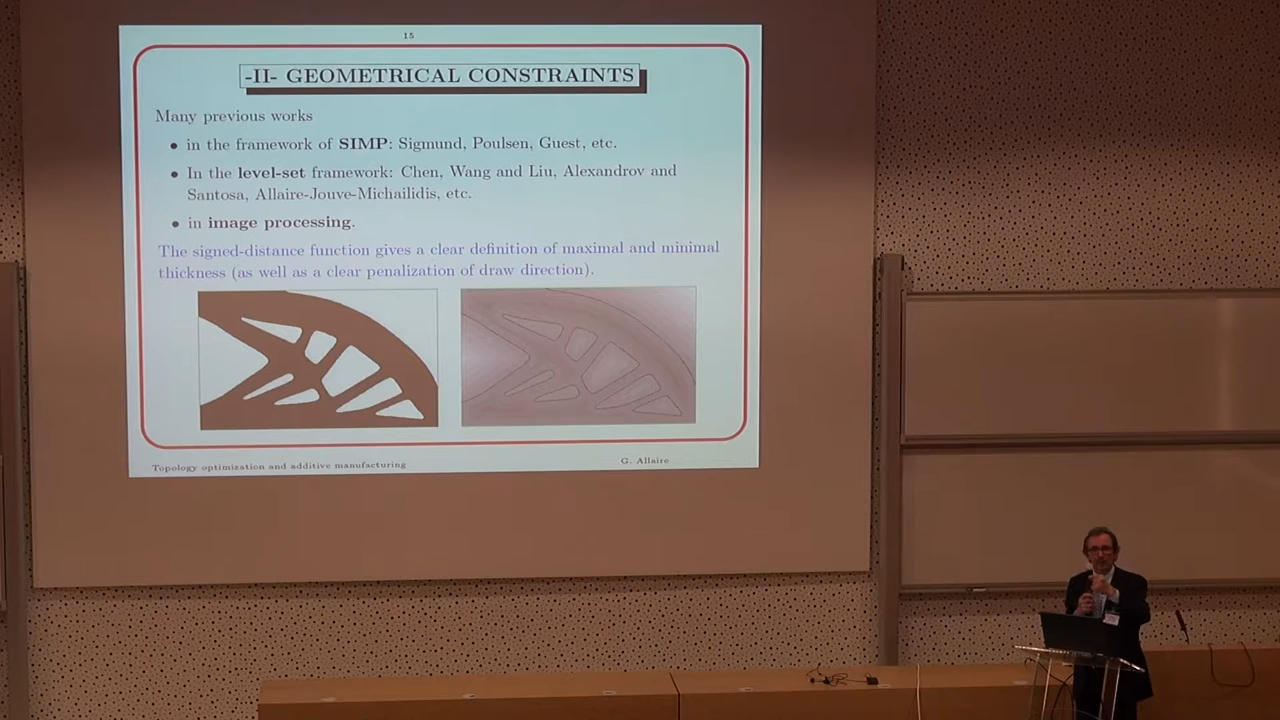 15
-II- GEOMETRICAL CONSTRAINTS
Many previous works
• in the framework of SIMP: Sigmund, Poulsen, Guest, etc.
• In the level-set framework: Chen, Wang and Liu, Alexandrov and
Santosa, Allaire-Jouve-Michailidis, etc.
• in image processing.
The signed-distance function gives a clear definition of maximal and minimal
thickness (as well as a clear penalization of draw direction).
Topology optimization and additive manufacturing
G. Allaire